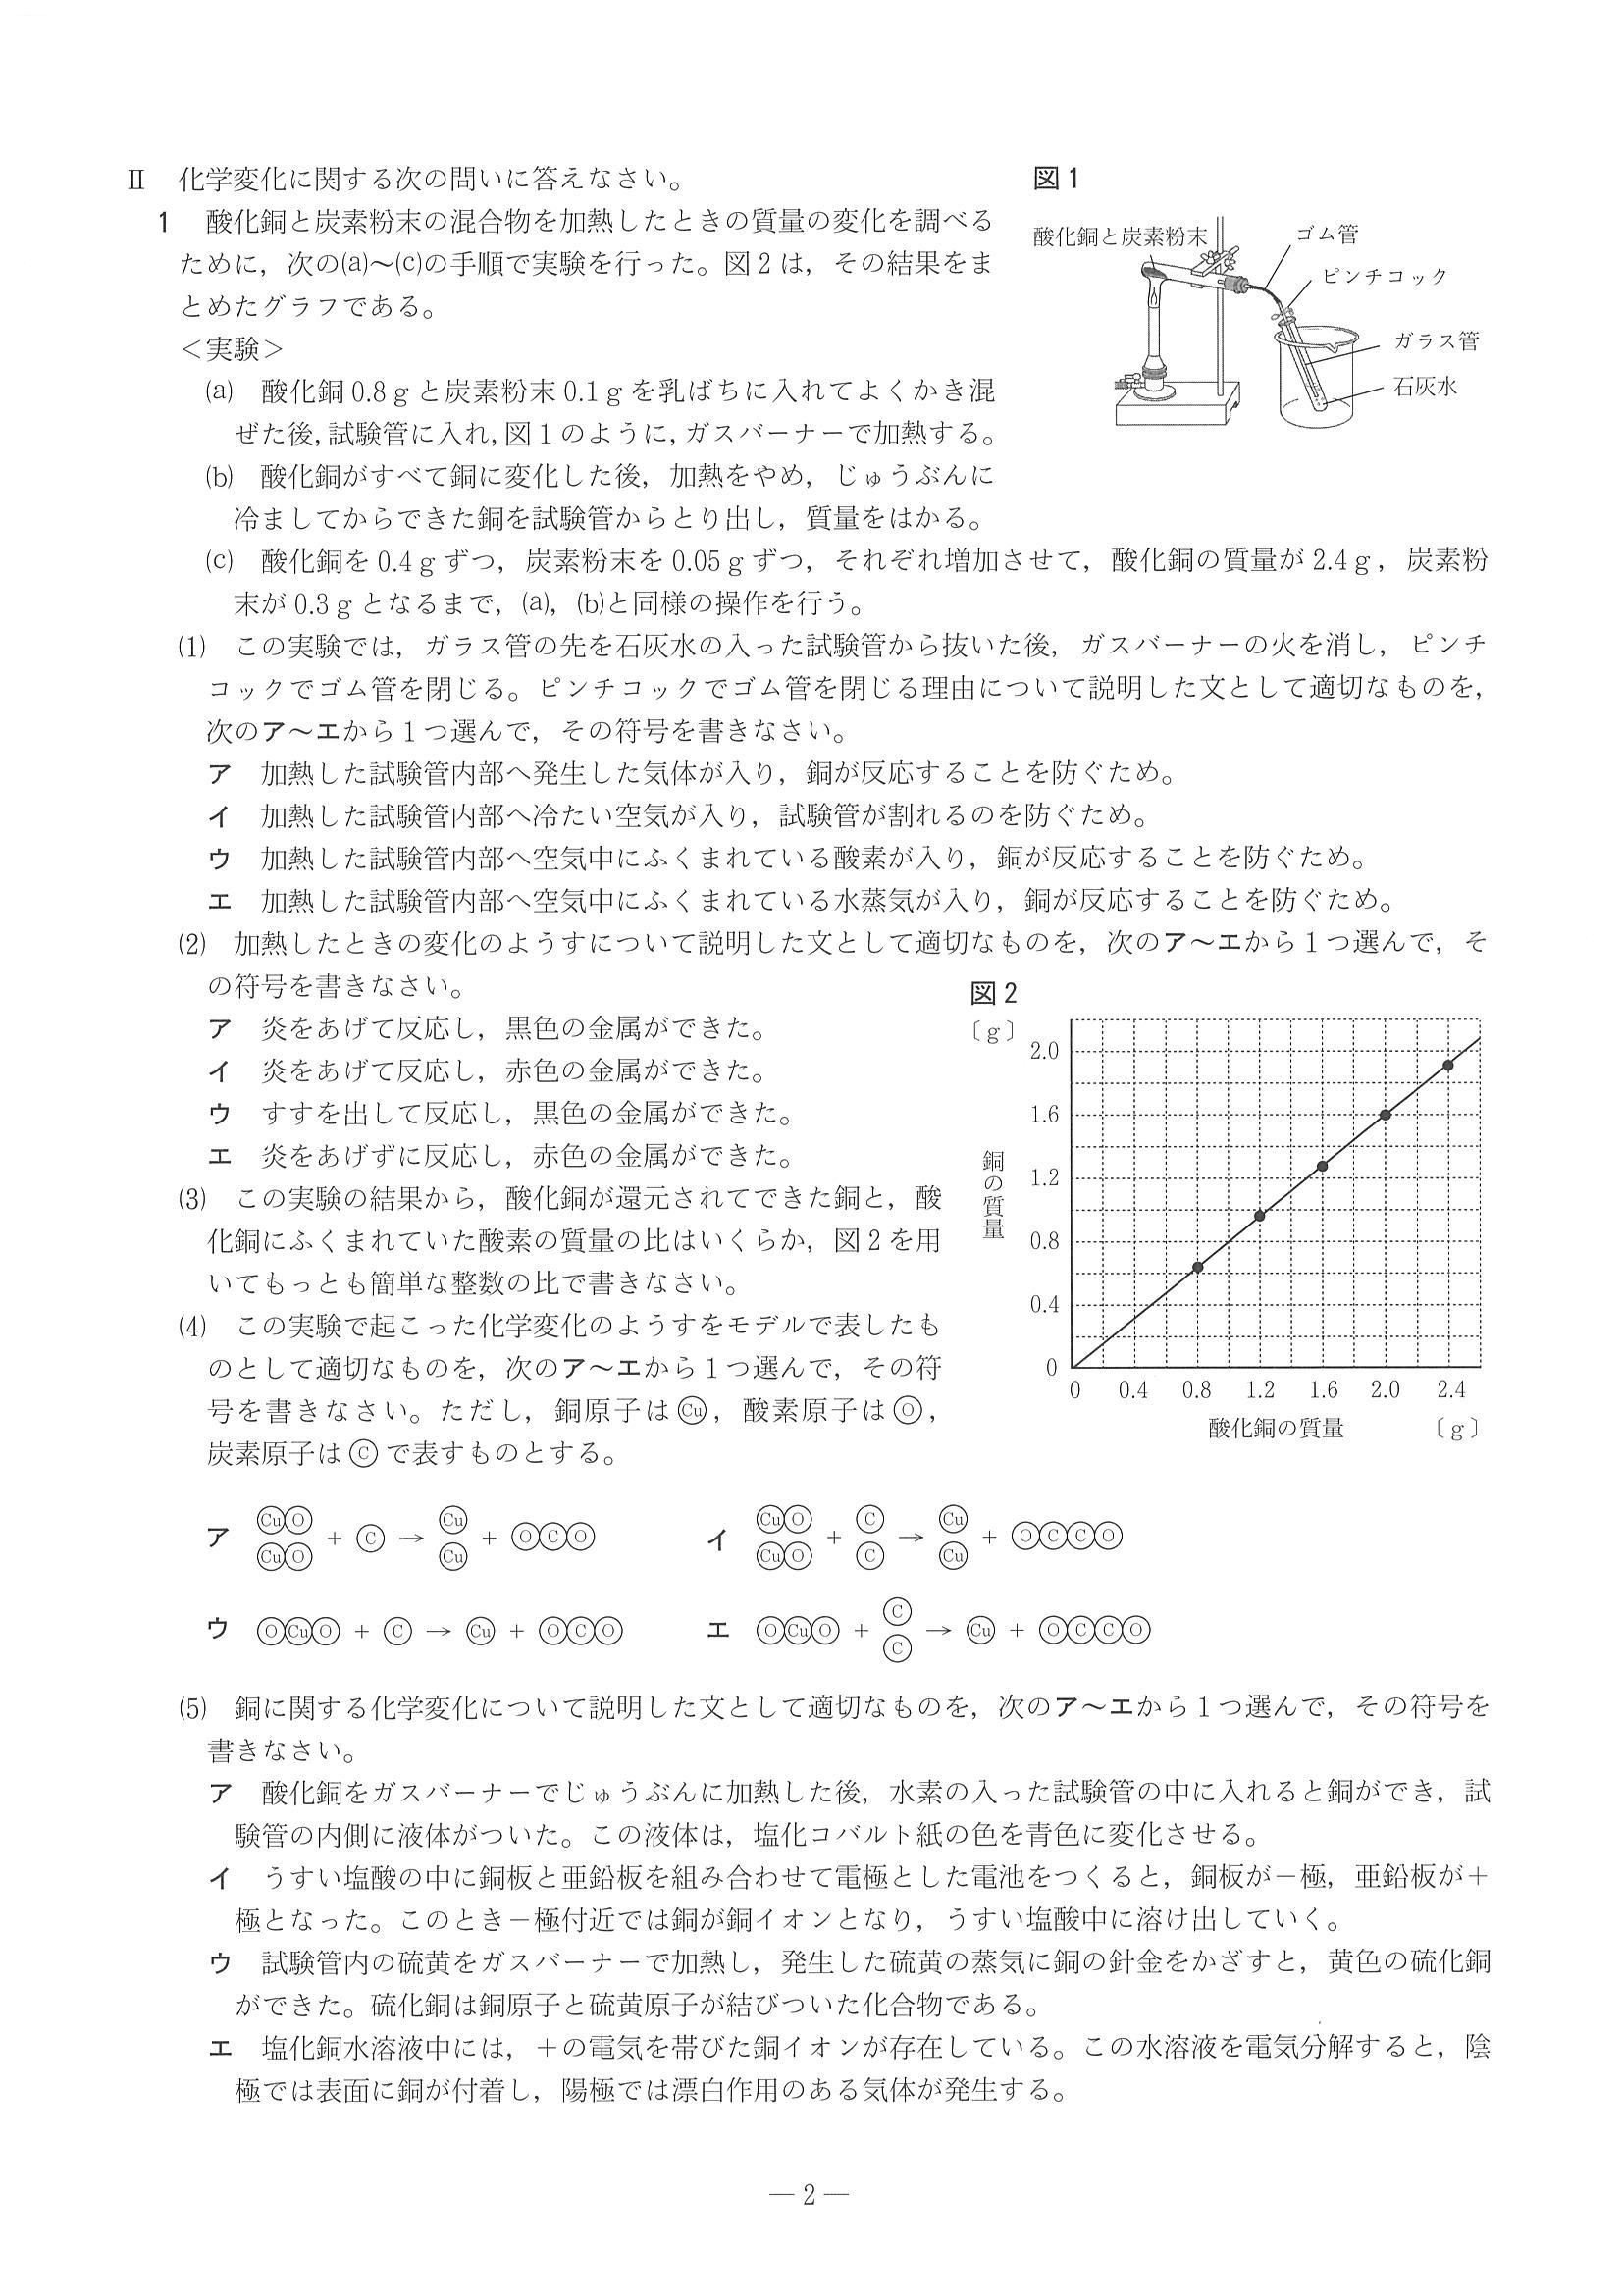 Ⅱ　化学変化に関する次の問いに答えなさい。
1　酸化銅と炭素粉末の混合物を加熱したときの質量の変化を調べる
ために，次の(a)～(c)の手順で実験を行った。図2は，その結果をま
とめたグラフである。
＜実験＞
(a)　酸化銅0.8gと炭素粉末0.1gを乳ばちに入れてよくかき混
ぜた後，試験管に入れ，図1のように，ガスバーナーで加熱する。
(b)　酸化銅がすべて銅に変化した後，加熱をやめ，じゅうぶんに
冷ましてからできた銅を試験管からとり出し，質量をはかる。
図1
酸化銅と炭素粉末
ゴム管
ピンチコック
ガラス管
石灰水
(c)　酸化銅を0.4gずつ，炭素粉末を0.05gずつ，それぞれ増加させて，酸化銅の質量が2.4g，炭素粉
末が0.3gとなるまで，(a)，(b)と同様の操作を行う。
(1)　この実験では，ガラス管の先を石灰水の入った試験管から抜いた後，ガスバーナーの火を消し，ピンチ
コックでゴム管を閉じる。ピンチコックでゴム管を閉じる理由について説明した文として適切なものを，
次のア～エから1つ選んで，その符号を書きなさい。
ア　加熱した試験管内部へ発生した気体が入り，銅が反応することを防ぐため。
イ　加熱した試験管内部へ冷たい空気が入り，試験管が割れるのを防ぐため。
ウ　加熱した試験管内部へ空気中にふくまれている酸素が入り，銅が反応することを防ぐため。
エ　加熱した試験管内部へ空気中にふくまれている水蒸気が入り，銅が反応することを防ぐため。
(2)　加熱したときの変化のようすについて説明した文として適切なものを，次のア～エから1つ選んで，そ
の符号を書きなさい。
ア　炎をあげて反応し，黒色の金属ができた。
イ　炎をあげて反応し，赤色の金属ができた。
ウ　すすを出して反応し，黒色の金属ができた。
エ　炎をあげずに反応し，赤色の金属ができた。
(3)　この実験の結果から，酸化銅が還元されてできた銅と，酸
化銅にふくまれていた酸素の質量の比はいくらか，図2を用
いてもっとも簡単な整数の比で書きなさい。
(4)　この実験で起こった化学変化のようすをモデルで表したも
のとして適切なものを，次のア～エから1つ選んで，その符
号を書きなさい。ただし，銅原子はCu，酸素原子はO，
炭素原子はCで表すものとする。
図2
〔g〕
2.0
1.6
1.2
0.8
0.4
0
銅の質量
0　0.4　0.8　1.2　1.6　2.0　2.4
酸化銅の質量　〔g〕
ア　CuO CuO + C → Cu Cu + OCO
イ　CuO CuO + C C → Cu Cu + OCCO
ウ　OCuO + C → Cu + OCO
エ　OCuO + C C → Cu + OCCO
(5)　銅に関する化学変化について説明した文として適切なものを，次のア～エから1つ選んで，その符号を
書きなさい。
ア　酸化銅をガスバーナーでじゅうぶんに加熱した後，水素の入った試験管の中に入れると銅ができ，試
験管の内側に液体がついた。この液体は，塩化コバルト紙の色を青色に変化させる。
イ　うすい塩酸の中に銅板と亜鉛板を組み合わせて電極とした電池をつくると，銅板が－極，亜鉛板が＋
極となった。このとき－極付近では銅が銅イオンとなり，うすい塩酸中に溶け出していく。
ウ　試験管内の硫黄をガスバーナーで加熱し，発生した硫黄の蒸気に銅の針金をかざすと，黄色の硫化銅
ができた。硫化銅は銅原子と硫黄原子が結びついた化合物である。
エ　塩化銅水溶液中には，＋の電気を帯びた銅イオンが存在している。この水溶液を電気分解すると，陰
極では表面に銅が付着し，陽極では漂白作用のある気体が発生する。
― 2 ―